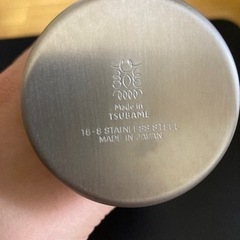 Made in
TSUBAME
18-8 STAINLESS STEEL
MADE IN JAPAN